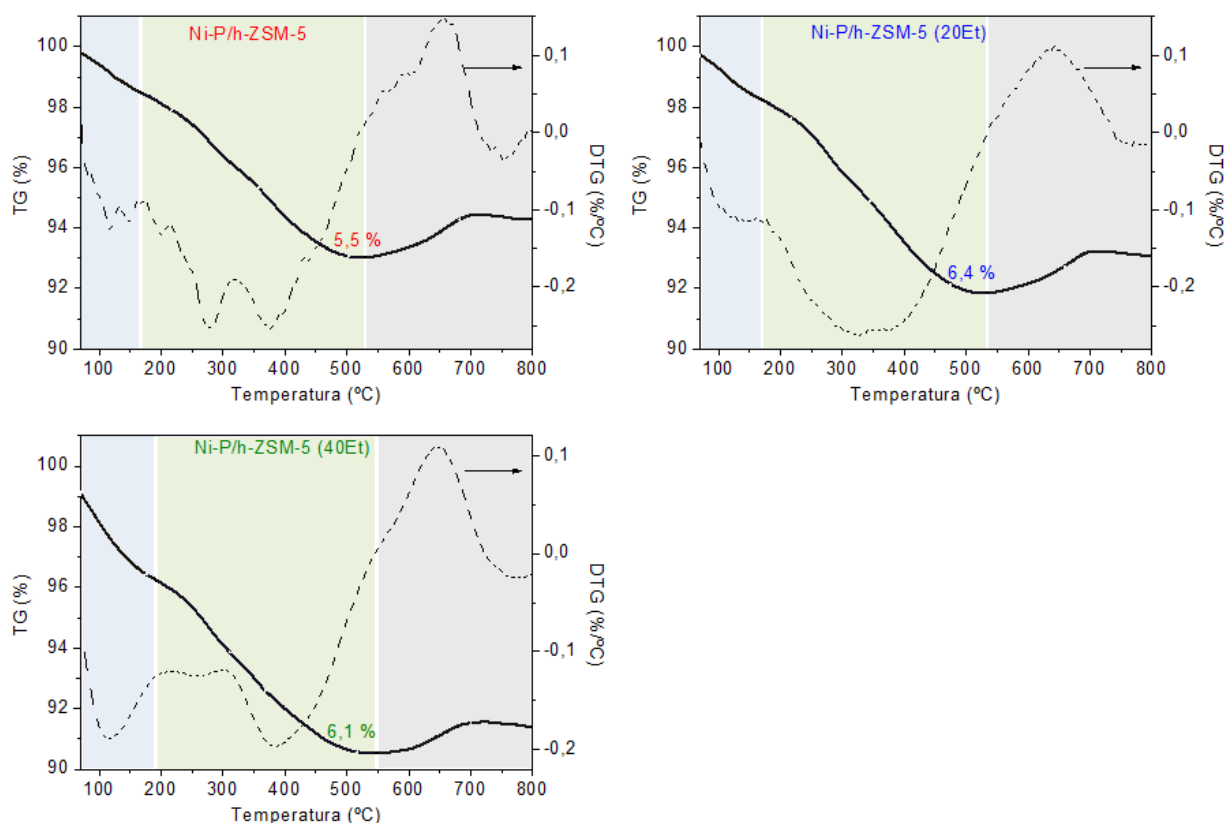 Ni-P/h-ZSM-5
100
98
96
94
92
90
TG (%)
5,5 %
0,1
0,0
-0,1
-0,2
DTG (%/ºC)
100 200 300 400 500 600 700 800
Temperatura (ºC)
Ni-P/h-ZSM-5 (20Et)
100
98
96
94
92
90
TG (%)
6,4 %
0,1
0,0
-0,1
-0,2
DTG (%/ºC)
100 200 300 400 500 600 700 800
Temperatura (ºC)
Ni-P/h-ZSM-5 (40Et)
100
98
96
94
92
90
TG (%)
6,1 %
0,1
0,0
-0,1
-0,2
DTG (%/ºC)
100 200 300 400 500 600 700 800
Temperatura (ºC)